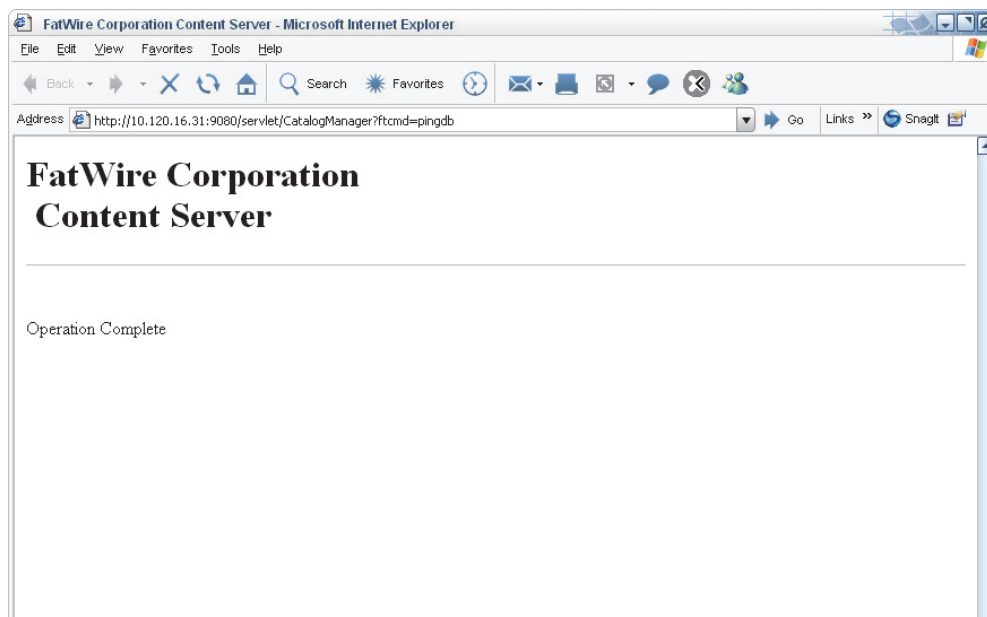 FatWire Corporation Content Server - Microsoft Internet Explorer
File Edit View Favorites Tools Help
Back Search Favorites
Address http://10.120.16.31:9080/servlet/CatalogManager?ftcmd=pingdb Go Links » SnagIt
FatWire Corporation
Content Server
Operation Complete